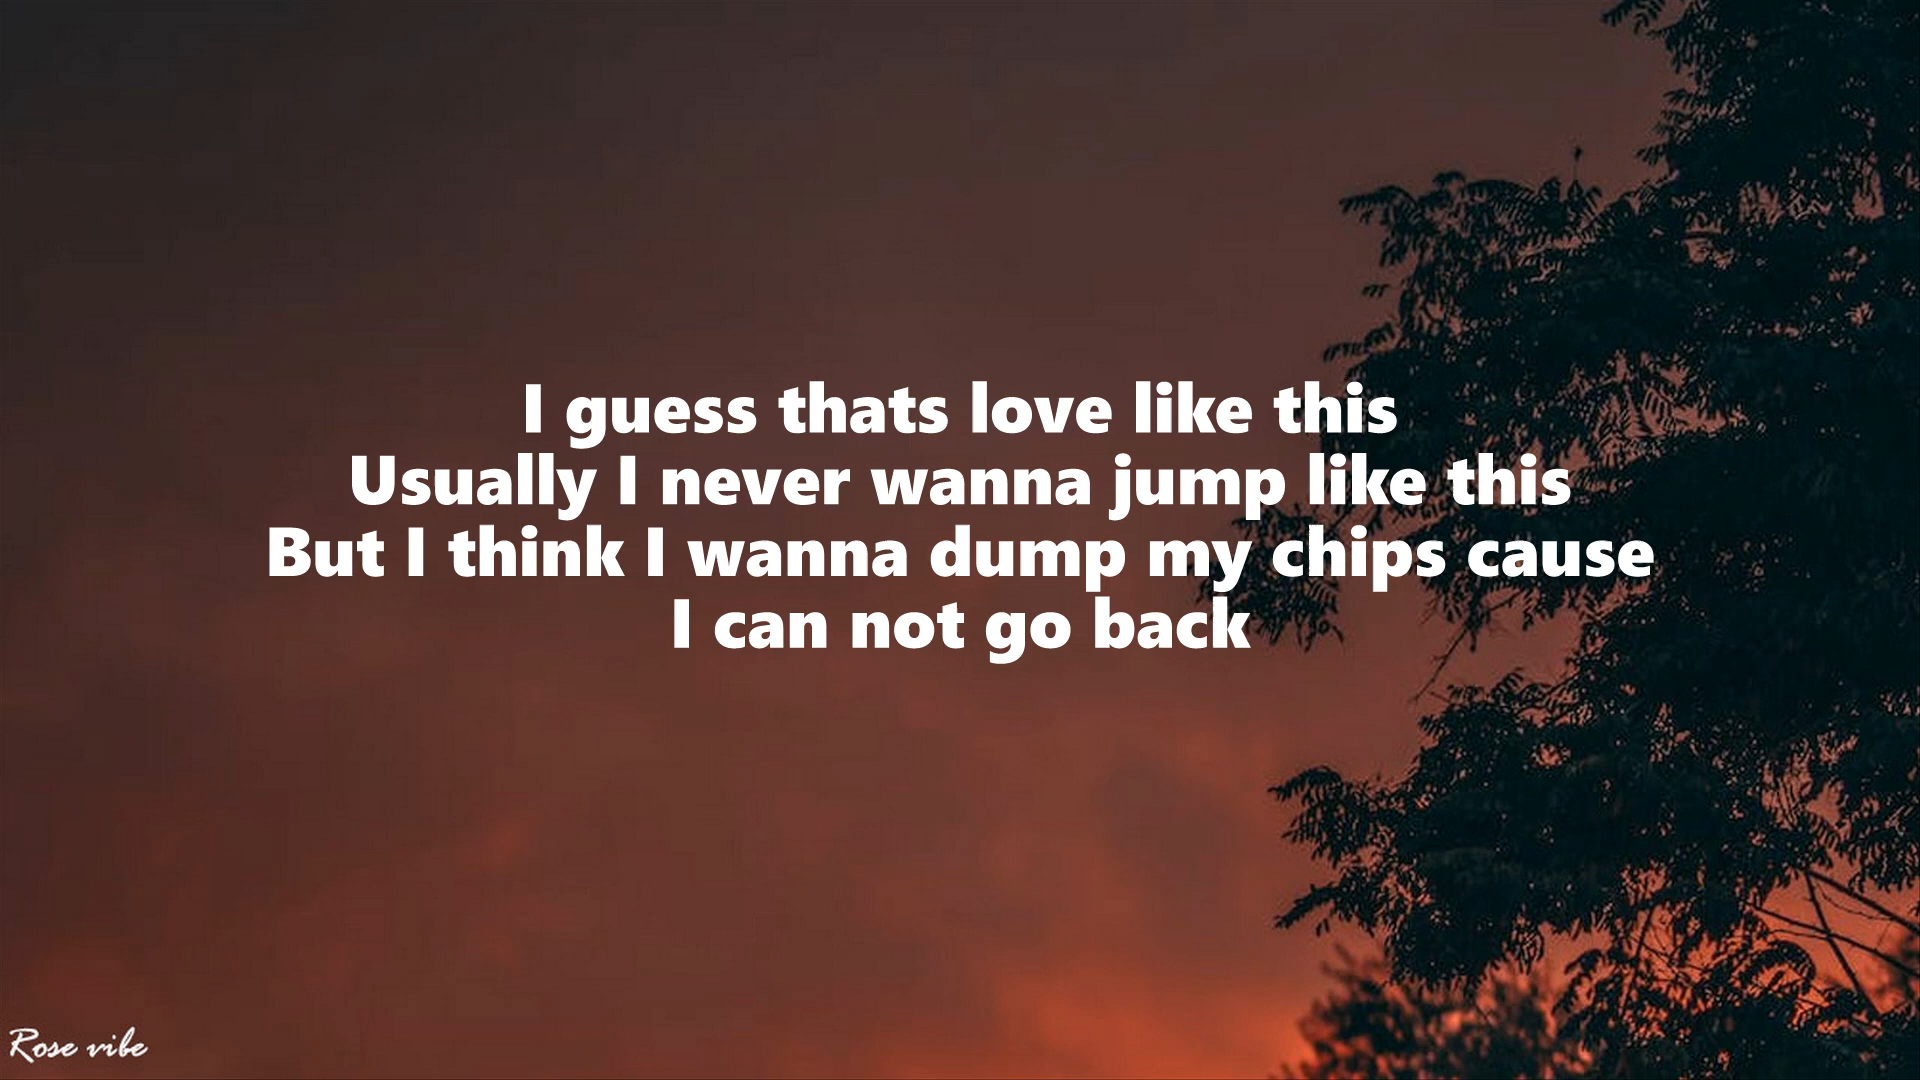 I guess thats love like this
Usually I never wanna jump like this
But I think I wanna dump my chips cause
I can not go back
Rose vibe